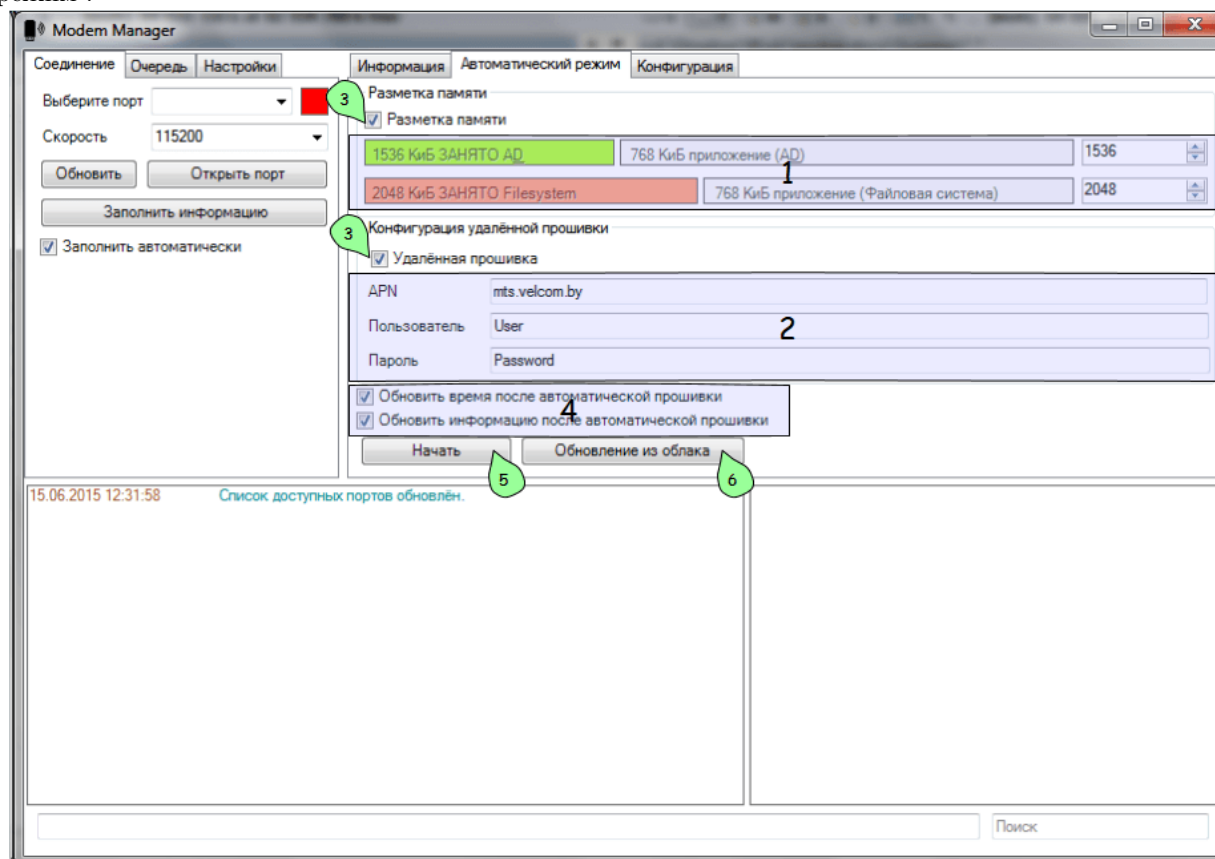 Modem Manager
Соединение Очередь Настройки
Информация Автоматический режим Конфигурация
Выберите порт
Скорость 115200
Обновить Открыть порт
Заполнить информацию
Заполнить автоматически
Разметка памяти
3
Разметка памяти
1536 КиБ ЗАНЯТО AD 768 КиБ приложение (AD) 1536
1
2048 КиБ ЗАНЯТО Filesystem 768 КиБ приложение (Файловая система) 2048
Конфигурация удалённой прошивки
3
Удалённая прошивка
APN mts.velcom.by
Пользователь User
2
Пароль Password
Обновить время после автоматической прошивки
4
Обновить информацию после автоматической прошивки
Начать Обновление из облака
5 6
15.06.2015 12:31:58 Список доступных портов обновлён.
Поиск